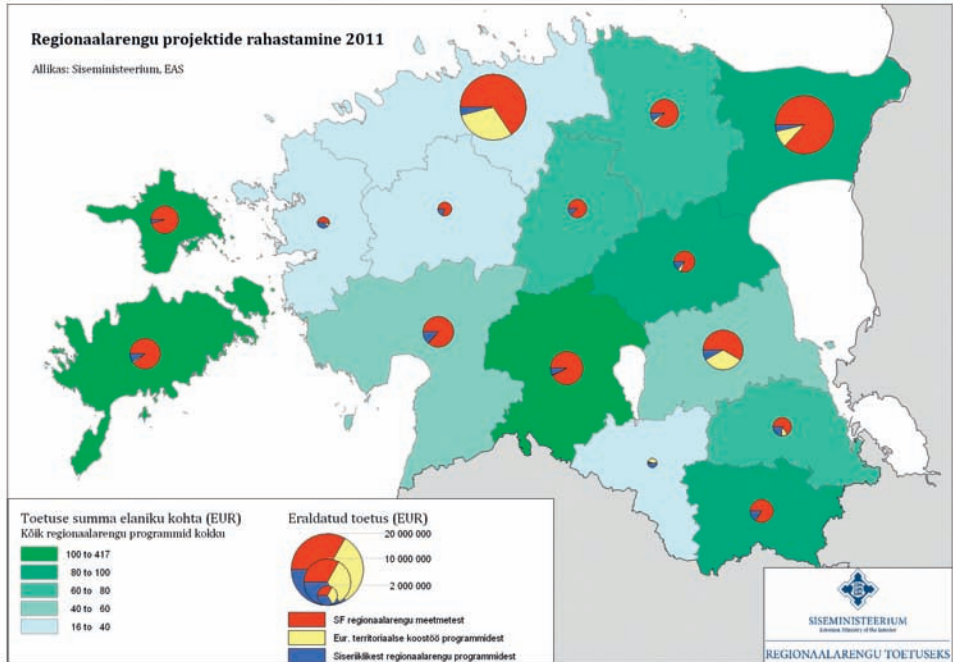 Regionaalarengu projektide rahastamine 2011
Allikas: Siseministeerium, EAS
Toetuse summa elaniku kohta (EUR)
Kõik regionaalarengu programmid kokku
100 to 417
80 to 100
60 to 80
40 to 60
16 to 40
Eraldatud toetus (EUR)
20 000 000
10 000 000
2 000 000
SF regionaalarengu meetmetest
Eur. territoriaalse koostöö programmidest
Siseriiklikest regionaalarengu programmidest
SISEMINISTEERIUM
Estonian Ministry of the Interior
REGIONAALARENGU TOETUSEKS